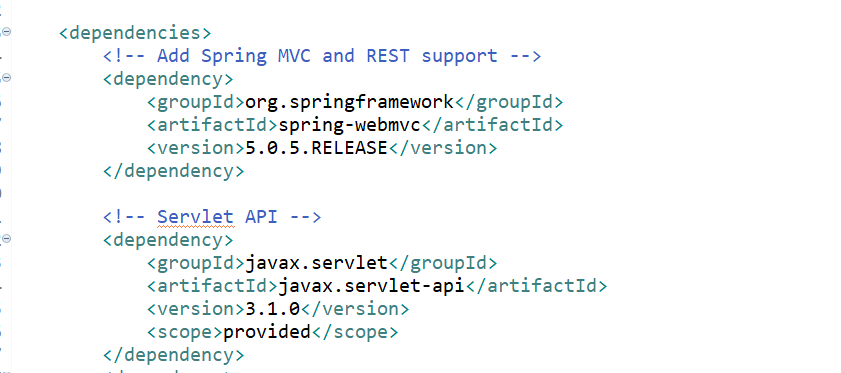 <dependencies>
<!-- Add Spring MVC and REST support -->
<dependency>
<groupId>org.springframework</groupId>
<artifactId>spring-webmvc</artifactId>
<version>5.0.5.RELEASE</version>
</dependency>
<!-- Servlet API -->
<dependency>
<groupId>javax.servlet</groupId>
<artifactId>javax.servlet-api</artifactId>
<version>3.1.0</version>
<scope>provided</scope>
</dependency>